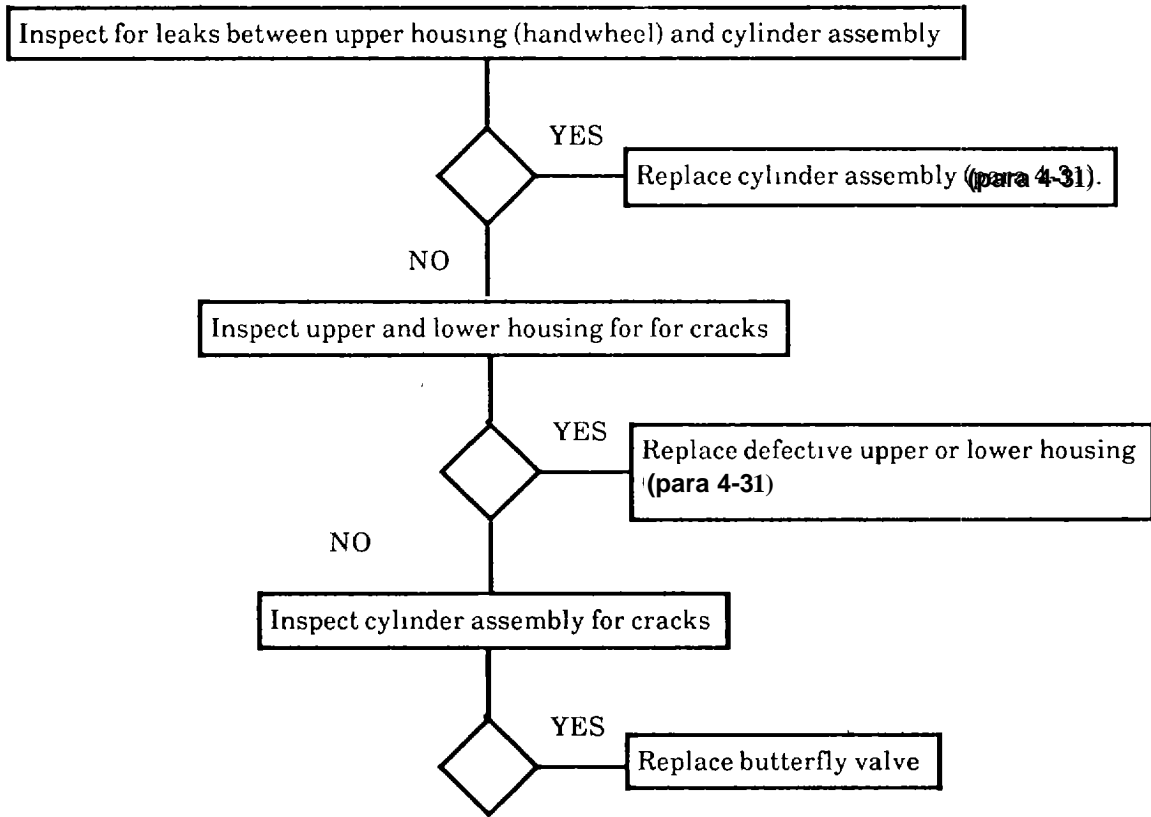 Inspect for leaks between upper housing (handwheel) and cylinder assembly
YES
Replace cylinder assembly (para 4-31).
NO
Inspect upper and lower housing for for cracks
YES
Replace defective upper or lower housing
(para 4-31)
NO
Inspect cylinder assembly for cracks
YES
Replace butterfly valve